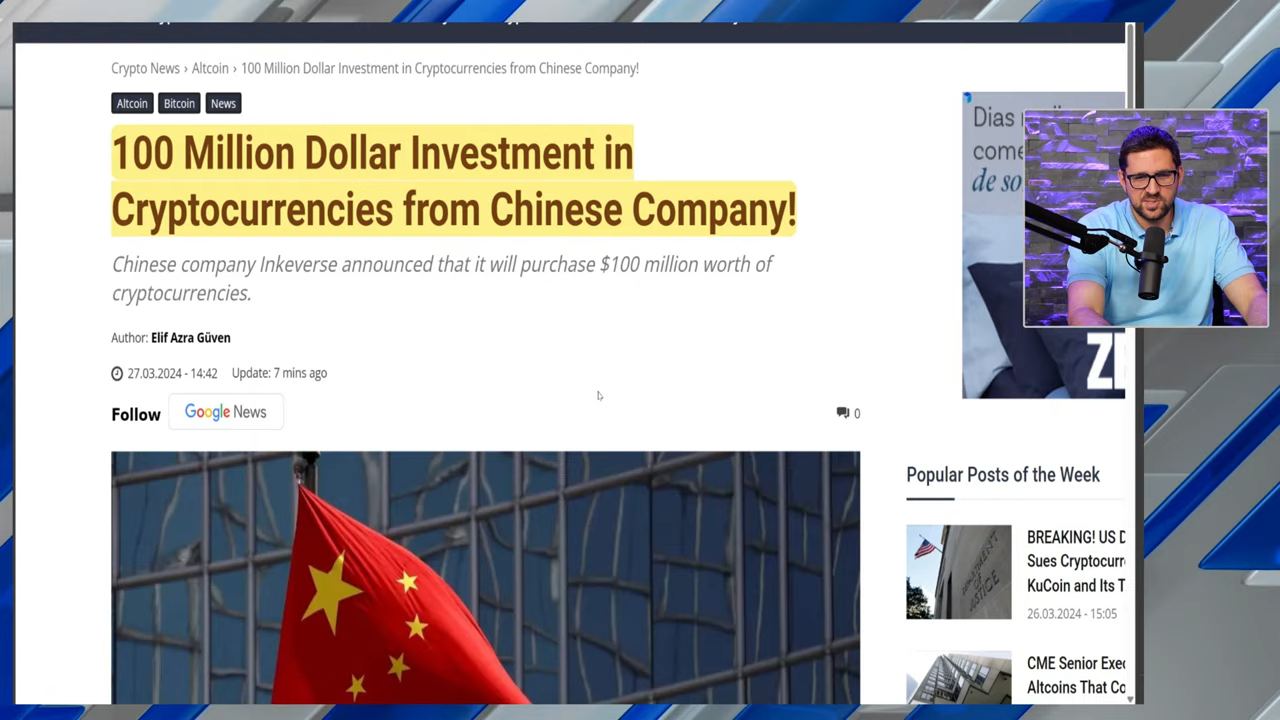 Crypto News › Altcoin › 100 Million Dollar Investment in Cryptocurrencies from Chinese Company!
Altcoin Bitcoin News
100 Million Dollar Investment in
Cryptocurrencies from Chinese Company!
Chinese company Inkeverse announced that it will purchase $100 million worth of
cryptocurrencies.
Author: Elif Azra Güven
27.03.2024 - 14:42 Update: 7 mins ago
Follow Google News
0
Dias
come
de so
Popular Posts of the Week
BREAKING! US D
Sues Cryptocurr
KuCoin and Its T
26.03.2024 - 15:05
CME Senior Exec
Altcoins That Co
DEPARTMENT
OF
JUSTICE